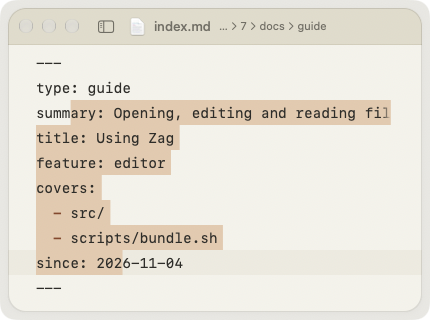 index.md ... > 7 > docs > guide
---
type: guide
summary: Opening, editing and reading fil
title: Using Zag
feature: editor
covers:
  - src/
  - scripts/bundle.sh
since: 2026-11-04
---